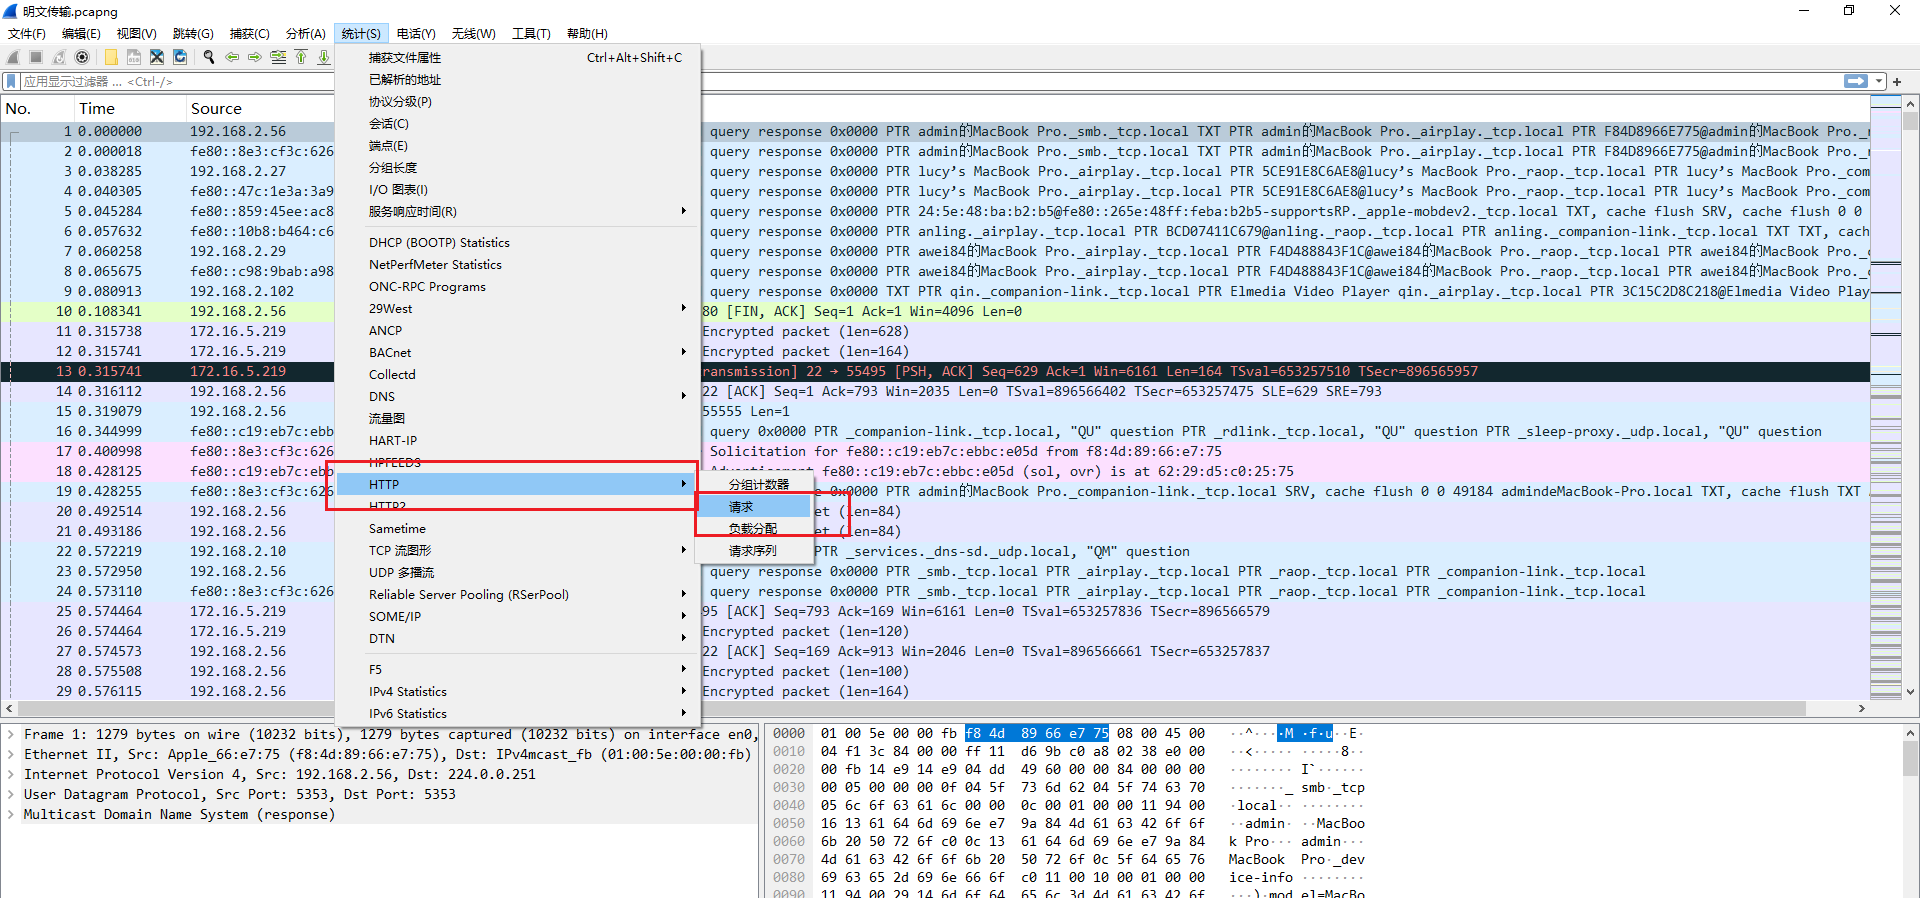 明文传输.pcapng
文件(F) 编辑(E) 视图(V) 跳转(G) 捕获(C) 分析(A) 统计(S) 电话(Y) 无线(W) 工具(T) 帮助(H)
应用显示过滤器 … <Ctrl-/>
No. Time Source
1 0.000000 192.168.2.56
2 0.000018 fe80::8e3:cf3c:626
3 0.038285 192.168.2.27
4 0.040305 fe80::47c:1e3a:3a9
5 0.045284 fe80::859:45ee:ac8
6 0.057632 fe80::10b8:b464:c6
7 0.060258 192.168.2.29
8 0.065675 fe80::c98:9bab:a98
9 0.080913 192.168.2.102
10 0.108341 192.168.2.56
11 0.315738 172.16.5.219
12 0.315741 172.16.5.219
13 0.315741 172.16.5.219
14 0.316112 192.168.2.56
15 0.319079 192.168.2.56
16 0.344999 fe80::c19:eb7c:ebb
17 0.400998 fe80::8e3:cf3c:626
18 0.428125 fe80::c19:eb7c:ebb
19 0.428255 fe80::8e3:cf3c:626
20 0.492514 192.168.2.56
21 0.493186 192.168.2.56
22 0.572219 192.168.2.10
23 0.572950 192.168.2.56
24 0.573110 fe80::8e3:cf3c:626
25 0.574464 172.16.5.219
26 0.574464 172.16.5.219
27 0.574573 192.168.2.56
28 0.575508 192.168.2.56
29 0.576115 192.168.2.56
捕获文件属性 Ctrl+Alt+Shift+C
已解析的地址
协议分级(P)
会话(C)
端点(E)
分组长度
I/O 图表(I)
服务响应时间(R)
DHCP (BOOTP) Statistics
NetPerfMeter Statistics
ONC-RPC Programs
29West
ANCP
BACnet
Collectd
DNS
流量图
HART-IP
HPFEEDS
HTTP
HTTP2
Sametime
TCP 流图形
UDP 多播流
Reliable Server Pooling (RSerPool)
SOME/IP
DTN
F5
IPv4 Statistics
IPv6 Statistics
分组计数器
请求
负载分配
请求序列
query response 0x0000 PTR admin的MacBook Pro._smb._tcp.local TXT PTR admin的MacBook Pro._airplay._tcp.local PTR F84D8966E775@admin的MacBook Pro._
query response 0x0000 PTR admin的MacBook Pro._smb._tcp.local TXT PTR admin的MacBook Pro._airplay._tcp.local PTR F84D8966E775@admin的MacBook Pro._
query response 0x0000 PTR lucy’s MacBook Pro._airplay._tcp.local PTR 5CE91E8C6AE8@lucy’s MacBook Pro._raop._tcp.local PTR lucy’s MacBook Pro._com
query response 0x0000 PTR lucy’s MacBook Pro._airplay._tcp.local PTR 5CE91E8C6AE8@lucy’s MacBook Pro._raop._tcp.local PTR lucy’s MacBook Pro._com
query response 0x0000 PTR 24:5e:48:ba:b2:b5@fe80::265e:48ff:feba:b2b5-supportsRP._apple-mobdev2._tcp.local TXT, cache flush SRV, cache flush 0 0
query response 0x0000 PTR anling._airplay._tcp.local PTR BCD07411C679@anling._raop._tcp.local PTR anling._companion-link._tcp.local TXT TXT, cach
query response 0x0000 PTR awei84的MacBook Pro._airplay._tcp.local PTR F4D488843F1C@awei84的MacBook Pro._raop._tcp.local PTR awei84的MacBook Pro._c
query response 0x0000 PTR awei84的MacBook Pro._airplay._tcp.local PTR F4D488843F1C@awei84的MacBook Pro._raop._tcp.local PTR awei84的MacBook Pro._c
query response 0x0000 TXT PTR qin._companion-link._tcp.local PTR Elmedia Video Player qin._airplay._tcp.local PTR 3C15C2D8C218@Elmedia Video Play
80 [FIN, ACK] Seq=1 Ack=1 Win=4096 Len=0
Encrypted packet (len=628)
Encrypted packet (len=164)
ransmission] 22 → 55495 [PSH, ACK] Seq=629 Ack=1 Win=6161 Len=164 TSval=653257510 TSecr=896565957
22 [ACK] Seq=1 Ack=793 Win=2035 Len=0 TSval=896566402 TSecr=653257475 SLE=629 SRE=793
55555 Len=1
query 0x0000 PTR _companion-link._tcp.local, "QU" question PTR _rdlink._tcp.local, "QU" question PTR _sleep-proxy._udp.local, "QU" question
Solicitation for fe80::c19:eb7c:ebbc:e05d from f8:4d:89:66:e7:75
Advertisement fe80::c19:eb7c:ebbc:e05d (sol, ovr) is at 62:29:d5:c0:25:75
e 0x0000 PTR admin的MacBook Pro._companion-link._tcp.local SRV, cache flush 0 0 49184 admindeMacBook-Pro.local TXT, cache flush TXT
et (len=84)
et (len=84)
PTR _services._dns-sd._udp.local, "QM" question
query response 0x0000 PTR _smb._tcp.local PTR _airplay._tcp.local PTR _raop._tcp.local PTR _companion-link._tcp.local
query response 0x0000 PTR _smb._tcp.local PTR _airplay._tcp.local PTR _raop._tcp.local PTR _companion-link._tcp.local
95 [ACK] Seq=793 Ack=169 Win=6161 Len=0 TSval=653257836 TSecr=896566579
Encrypted packet (len=120)
22 [ACK] Seq=169 Ack=913 Win=2046 Len=0 TSval=896566661 TSecr=653257837
Encrypted packet (len=100)
Encrypted packet (len=164)
Frame 1: 1279 bytes on wire (10232 bits), 1279 bytes captured (10232 bits) on interface en0,
Ethernet II, Src: Apple_66:e7:75 (f8:4d:89:66:e7:75), Dst: IPv4mcast_fb (01:00:5e:00:00:fb)
Internet Protocol Version 4, Src: 192.168.2.56, Dst: 224.0.0.251
User Datagram Protocol, Src Port: 5353, Dst Port: 5353
Multicast Domain Name System (response)
0000 01 00 5e 00 00 fb f8 4d 89 66 e7 75 08 00 45 00 ··^····M ·f·u··E·
0010 04 f1 3c 84 00 00 ff 11 d6 9b c0 a8 02 38 e0 00 ··<····· ·····8··
0020 00 fb 14 e9 14 e9 04 dd 49 60 00 00 84 00 00 00 ········ I`······
0030 00 05 00 00 00 0f 04 5f 73 6d 62 04 5f 74 63 70 ·······_ smb·_tcp
0040 05 6c 6f 63 61 6c 00 00 0c 00 01 00 00 11 94 00 ·local·· ········
0050 16 13 61 64 6d 69 6e e7 9a 84 4d 61 63 42 6f 6f ··admin· ··MacBoo
0060 6b 20 50 72 6f c0 0c 13 61 64 6d 69 6e e7 9a 84 k Pro··· admin···
0070 4d 61 63 42 6f 6f 6b 20 50 72 6f 0c 5f 64 65 76 MacBook Pro·_dev
0080 69 63 65 2d 69 6e 66 6f c0 11 00 10 00 01 00 00 ice-info ········
0090 11 94 00 29 14 6d 6f 64 65 6c 3d 4d 61 63 42 6f ···)·mod el=MacBo